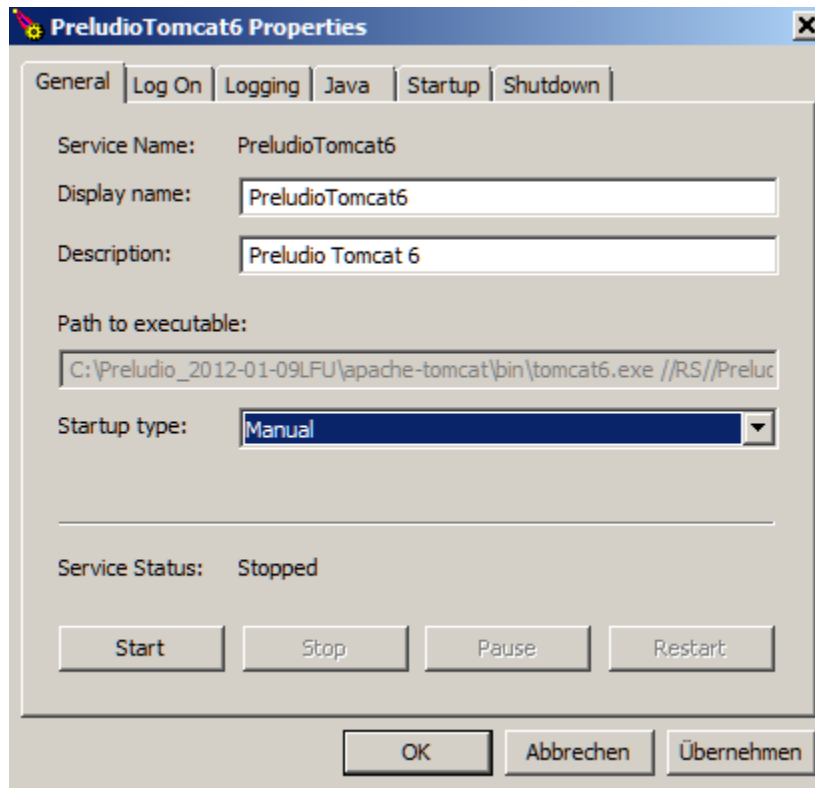 PreludioTomcat6 Properties
General Log On Logging Java Startup Shutdown
Service Name: PreludioTomcat6
Display name: PreludioTomcat6
Description: Preludio Tomcat 6
Path to executable:
C:\Preludio_2012-01-09LFU\apache-tomcat\bin\tomcat6.exe //RS//Preluc
Startup type: Manual
Service Status: Stopped
Start Stop Pause Restart
OK Abbrechen Übernehmen